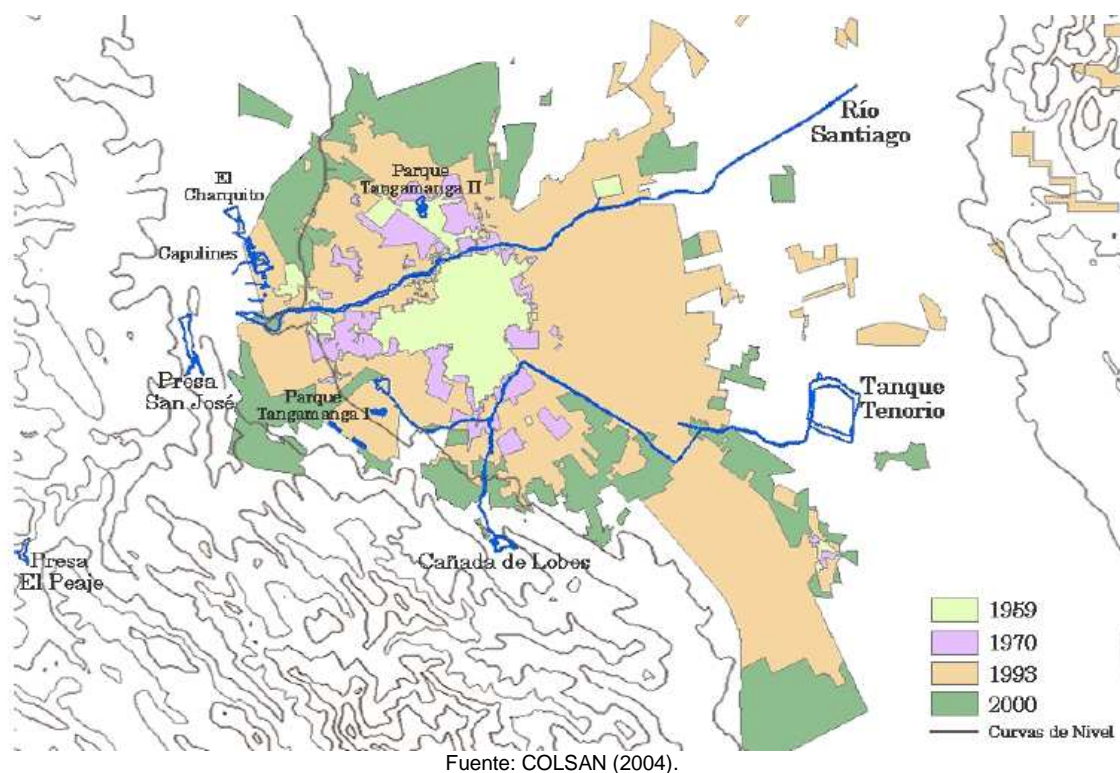 Río
Santiago
Parque
Tangamanga II
El
Charquito
Capulines
Presa
San José
Parque
Tangamanga I
Tanque
Tenorio
Presa
El Peaje
Cañada de Lobos
1959
1970
1993
2000
Curvas de Nivel
Fuente: COLSAN (2004).